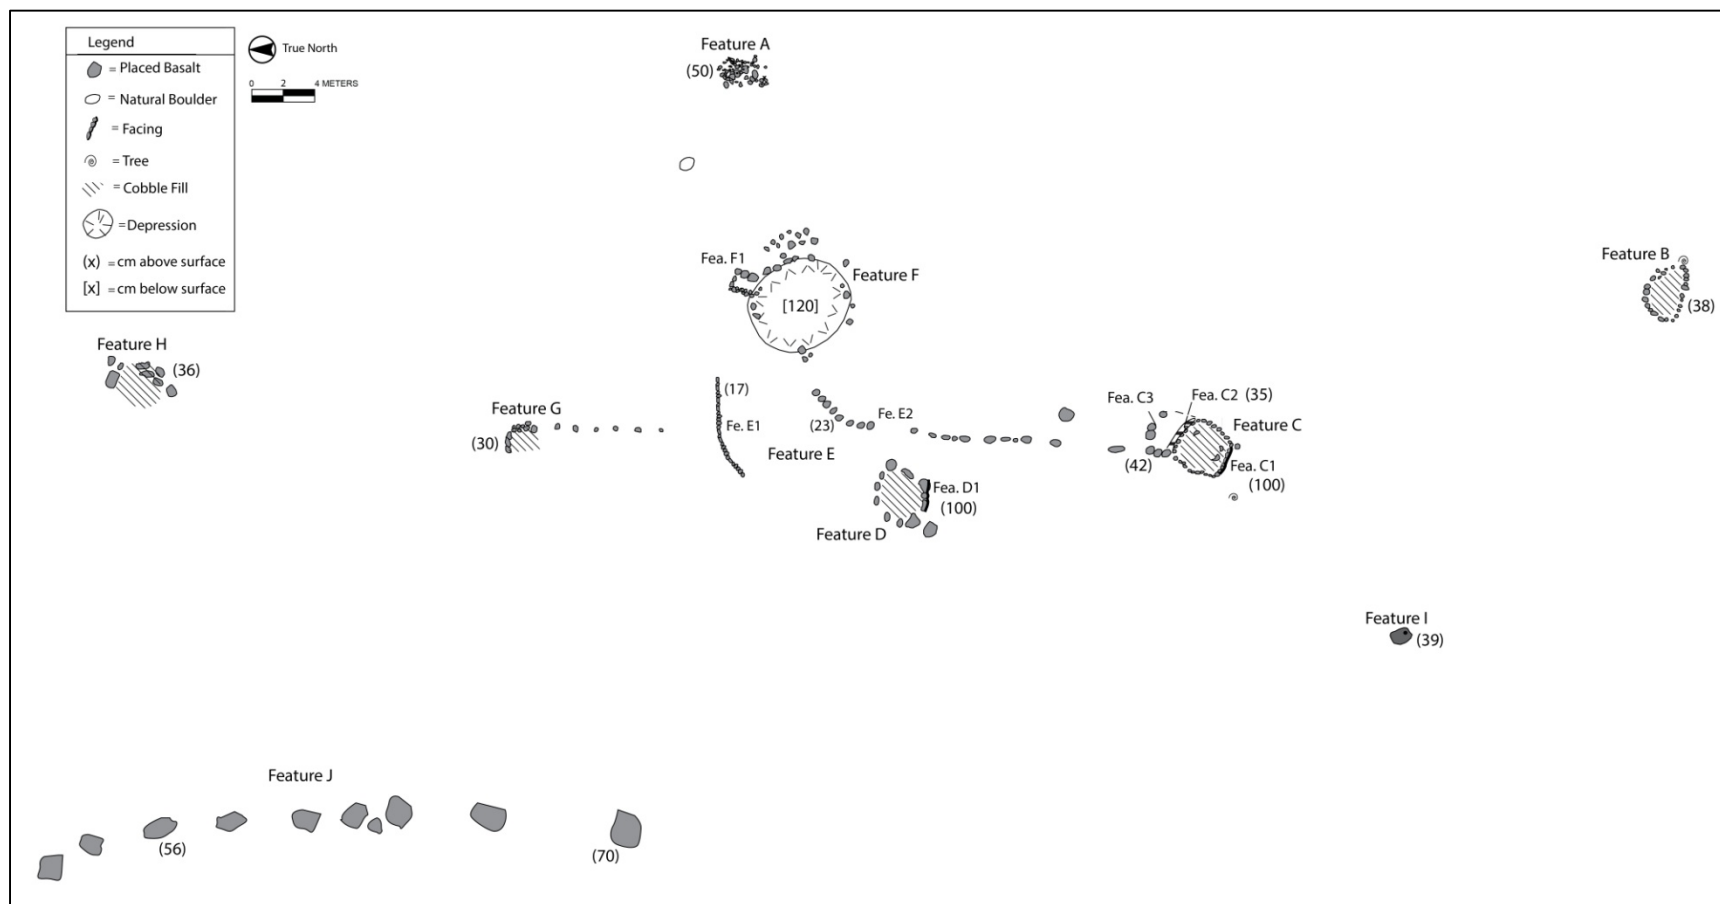 Legend
= Placed Basalt
= Natural Boulder
= Facing
= Tree
= Cobble Fill
= Depression
(x) = cm above surface
[x] = cm below surface
True North
0 2 4 METERS
Feature A
(50)
Fea. F1
Feature F
[120]
Feature B
(38)
Feature H
(36)
Feature G
(30)
(17)
Fe. E1
Feature E
(23)
Fe. E2
Fea. C3
Fea. C2 (35)
Feature C
(42)
Fea. C1
(100)
Fea. D1
(100)
Feature D
Feature I
(39)
Feature J
(56)
(70)